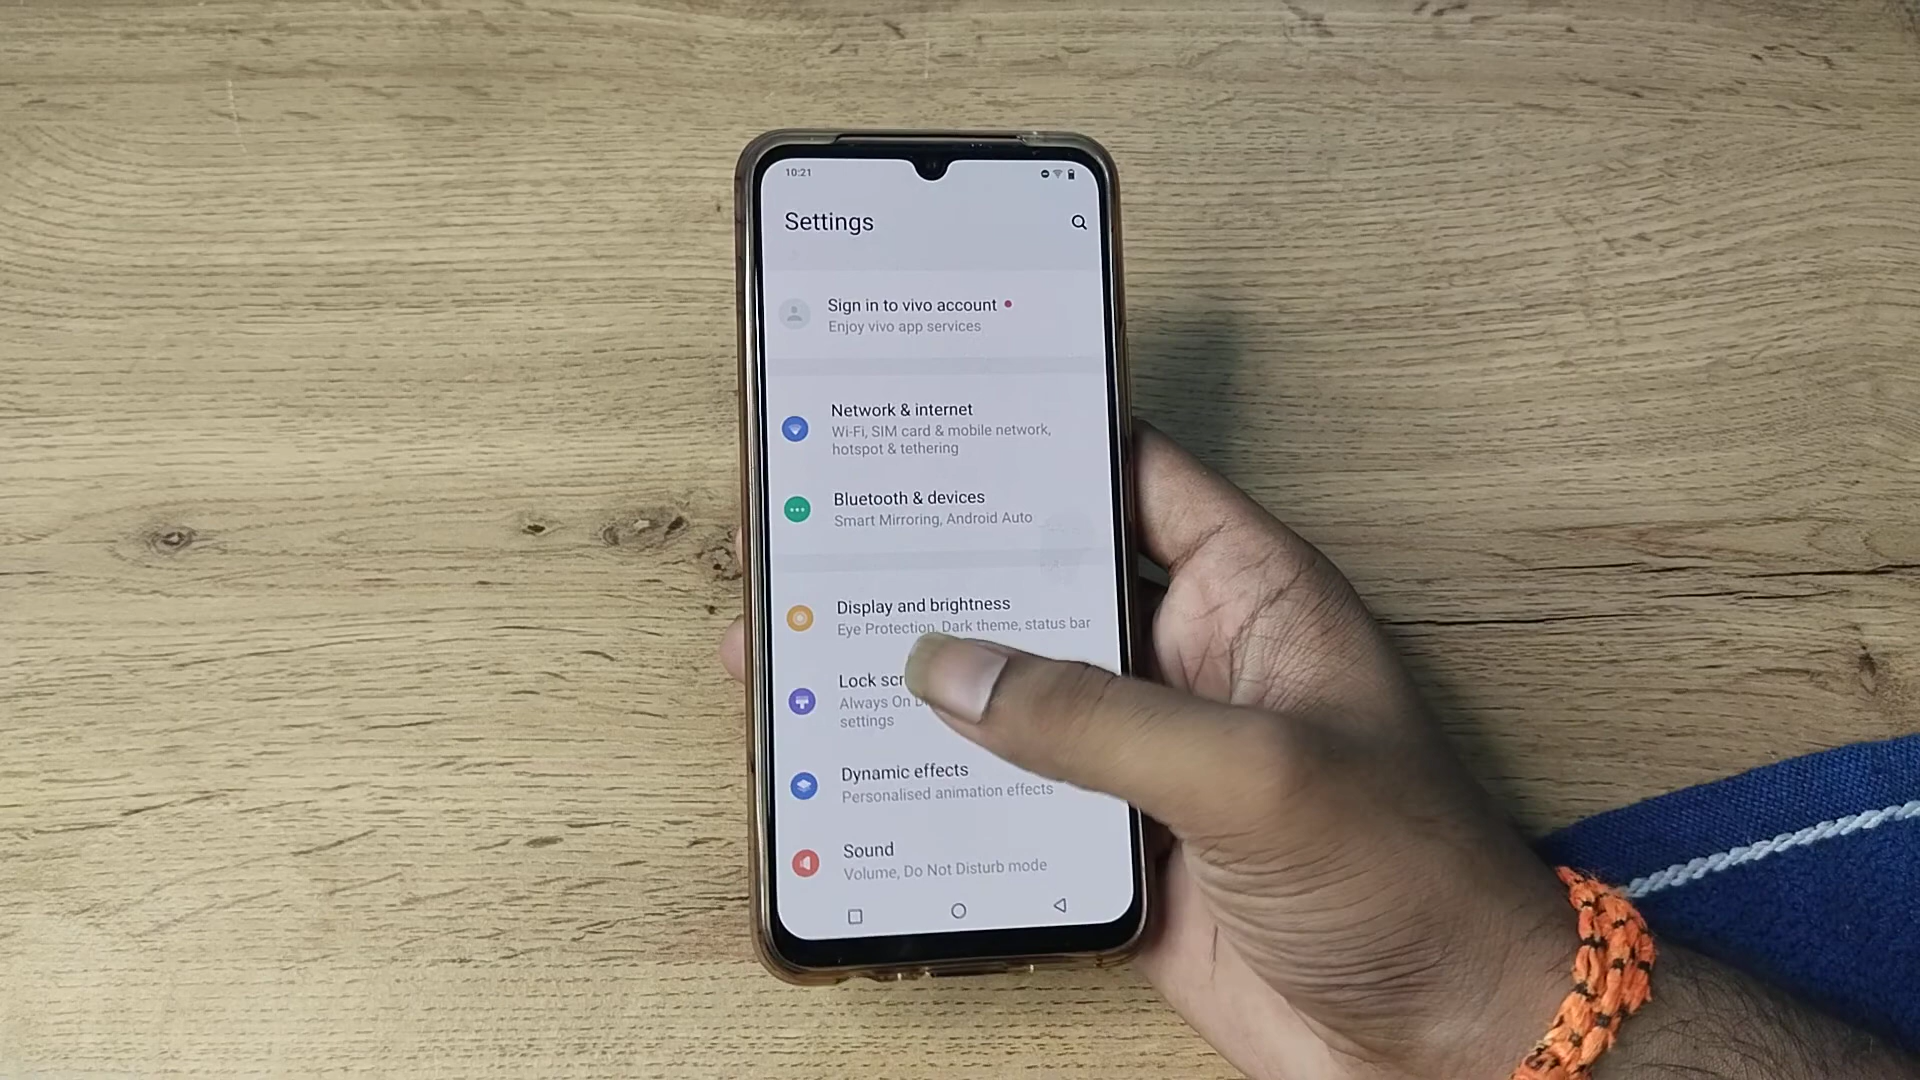 10:21
Settings
Sign in to vivo account
Enjoy vivo app services
Network & internet
Wi-Fi, SIM card & mobile network,
hotspot & tethering
Bluetooth & devices
Smart Mirroring, Android Auto
Display and brightness
Eye Protection, Dark theme, status bar
Lock
Always On
settings
Dynamic effects
Personalised animation effects
Sound
Volume, Do Not Disturb mode